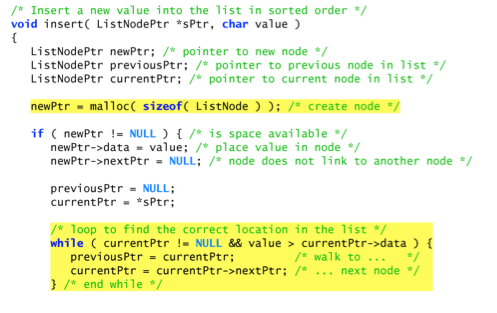 /* Insert a new value into the list in sorted order */
void insert( ListNodePtr *sPtr, char value )
{
   ListNodePtr newPtr; /* pointer to new node */
   ListNodePtr previousPtr; /* pointer to previous node in list */
   ListNodePtr currentPtr; /* pointer to current node in list */

   newPtr = malloc( sizeof( ListNode ) ); /* create node */

   if ( newPtr != NULL ) { /* is space available */
      newPtr->data = value; /* place value in node */
      newPtr->nextPtr = NULL; /* node does not link to another node */

      previousPtr = NULL;
      currentPtr = *sPtr;

      /* loop to find the correct location in the list */
      while ( currentPtr != NULL && value > currentPtr->data ) {
         previousPtr = currentPtr;         /* walk to ...   */
         currentPtr = currentPtr->nextPtr; /* ... next node */
      } /* end while */